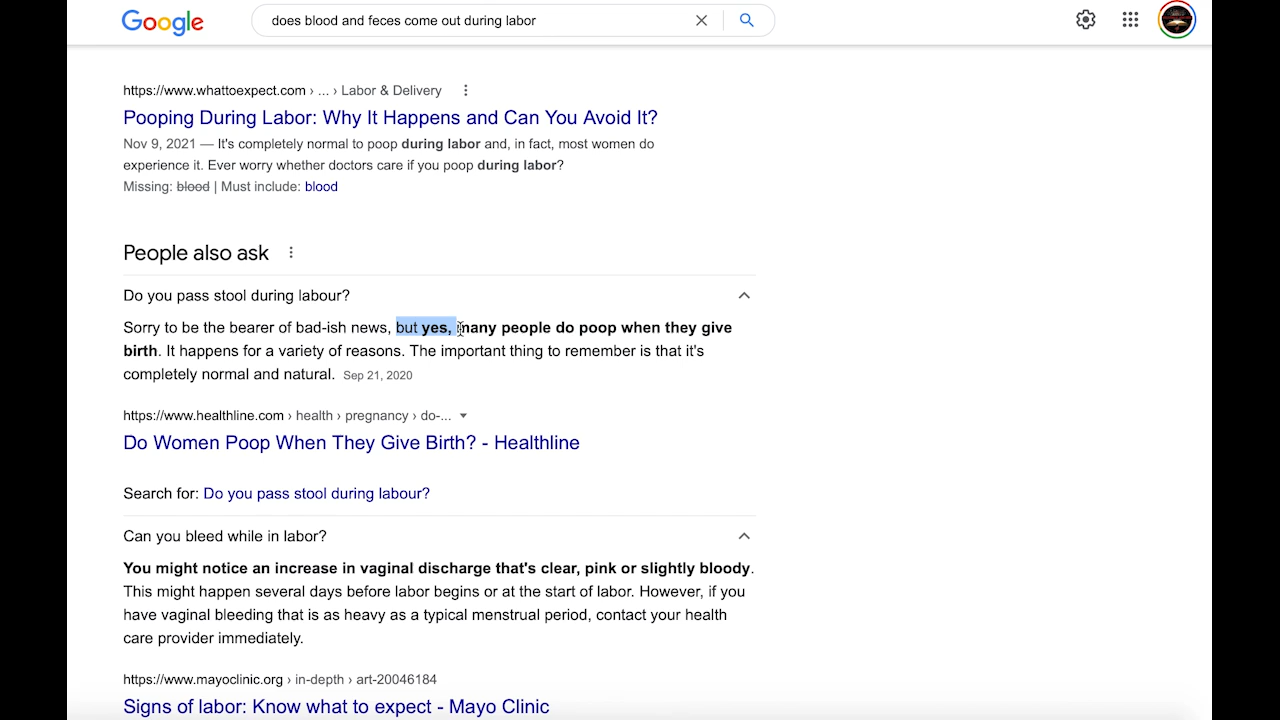 Google
does blood and feces come out during labor
https://www.whattoexpect.com › ... › Labor & Delivery
Pooping During Labor: Why It Happens and Can You Avoid It?
Nov 9, 2021 — It's completely normal to poop during labor and, in fact, most women do
experience it. Ever worry whether doctors care if you poop during labor?
Missing: blood | Must include: blood
People also ask
Do you pass stool during labour?
Sorry to be the bearer of bad-ish news, but yes, many people do poop when they give
birth. It happens for a variety of reasons. The important thing to remember is that it's
completely normal and natural. Sep 21, 2020
https://www.healthline.com › health › pregnancy › do-...
Do Women Poop When They Give Birth? - Healthline
Search for: Do you pass stool during labour?
Can you bleed while in labor?
You might notice an increase in vaginal discharge that's clear, pink or slightly bloody.
This might happen several days before labor begins or at the start of labor. However, if you
have vaginal bleeding that is as heavy as a typical menstrual period, contact your health
care provider immediately.
https://www.mayoclinic.org › in-depth › art-20046184
Signs of labor: Know what to expect - Mayo Clinic